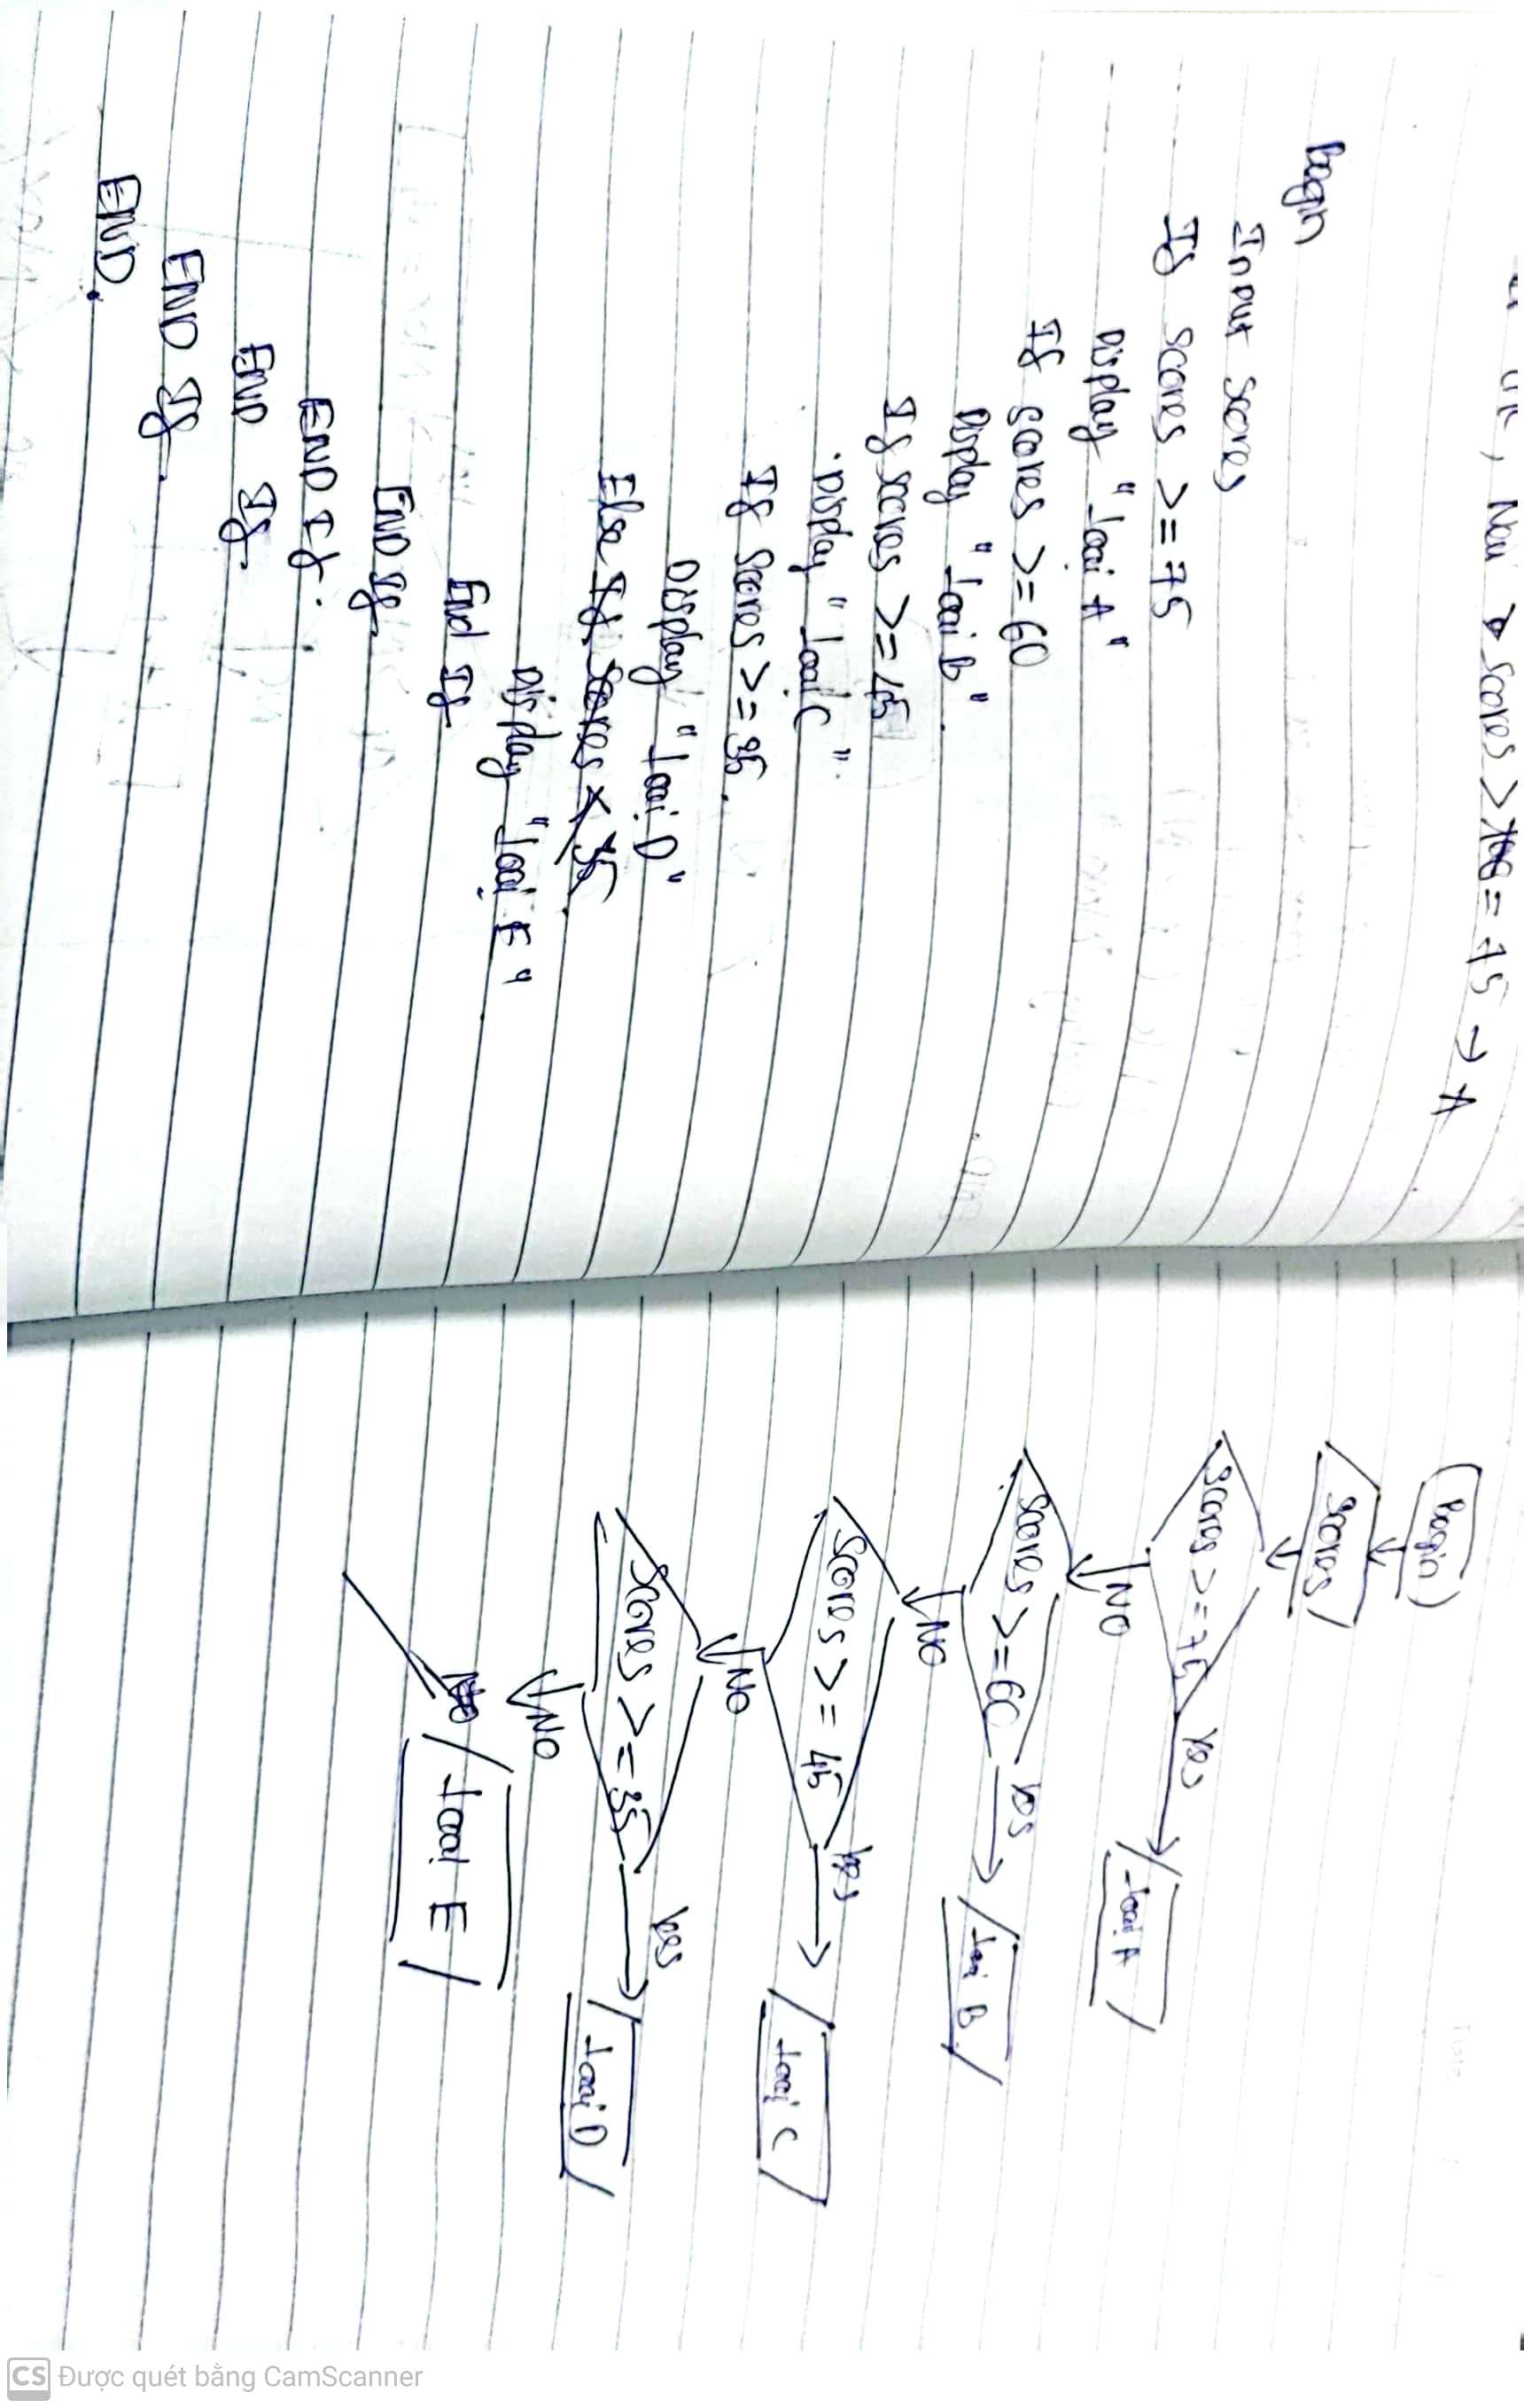 , Nếu scores > = 75 → A
Begin
Input scores
If scores >= 75
Display "Loại A"
If scores >= 60
Display "Loại B".
If scores >= 45
Display "Loại C".
If scores >= 35.
Display "Loại D"
Else If scores < 35
Display "Loại E"
End If
END If
END If.
END If.
END If.
END.
Begin
Scores
Scores >= 75 Yes
Loại A
NO
Scores >= 60 Yes
Loại B
NO
Scores >= 45 Yes
Loại C
NO
Scores >= 35 Yes
Loại D
NO
Loại E
CS Được quét bằng CamScanner